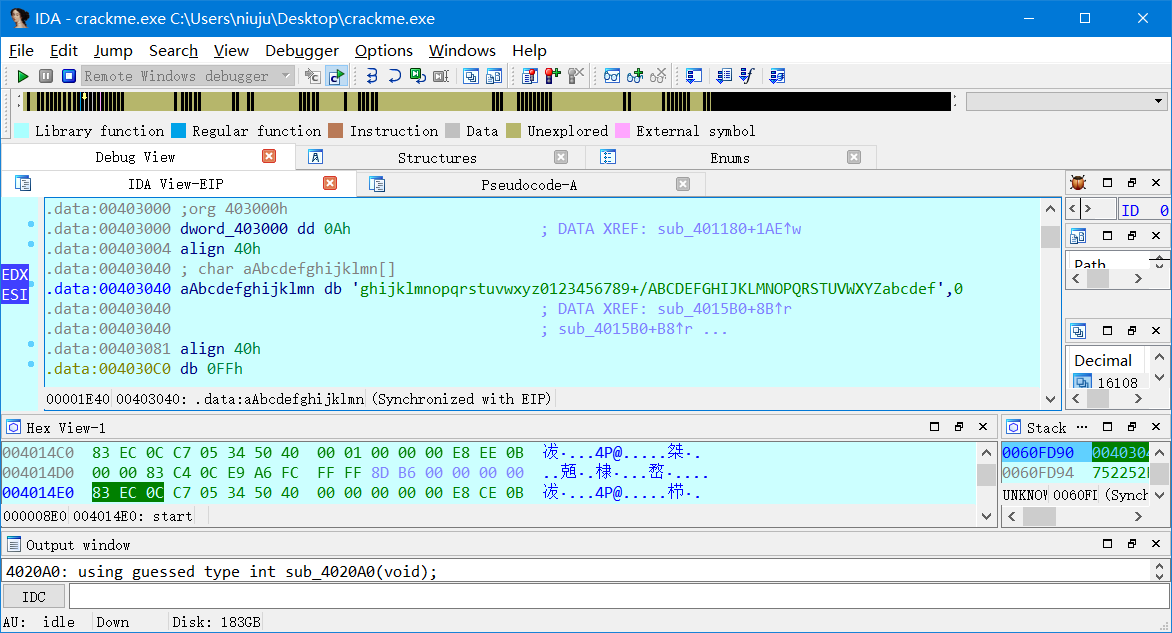 IDA - crackme.exe C:\Users\niuju\Desktop\crackme.exe
File Edit Jump Search View Debugger Options Windows Help
Remote Windows debugger
Library function Regular function Instruction Data Unexplored External symbol
Debug View Structures Enums
IDA View-EIP Pseudocode-A
ID 0
.data:00403000 ;org 403000h
.data:00403000 dword_403000 dd 0Ah ; DATA XREF: sub_401180+1AE↑w
.data:00403004 align 40h
.data:00403040 ; char aAbcdefghijklmn[]
.data:00403040 aAbcdefghijklmn db 'ghijklmnopqrstuvwxyz0123456789+/ABCDEFGHIJKLMNOPQRSTUVWXYZabcdef',0
.data:00403040 ; DATA XREF: sub_4015B0+8B↑r
.data:00403040 ; sub_4015B0+B8↑r ...
.data:00403081 align 40h
.data:004030C0 db 0FFh
EDX
ESI
00001E40 00403040: .data:aAbcdefghijklmn (Synchronized with EIP)
Path
Decimal
16108
Hex View-1
004014C0 83 EC 0C C7 05 34 50 40 00 01 00 00 00 E8 EE 0B ....4P@.....桀..
004014D0 00 00 83 C4 0C E9 A6 FC FF FF 8D B6 00 00 00 00
004014E0 83 EC 0C C7 05 34 50 40 00 00 00 00 00 E8 CE 0B ....4P@.....
000008E0 004014E0: start
Stack ...
0060FD90 0040304
0060FD94 752252
UNKNOW 0060FD (Synch
Output window
4020A0: using guessed type int sub_4020A0(void);
IDC
AU: idle Down Disk: 183GB